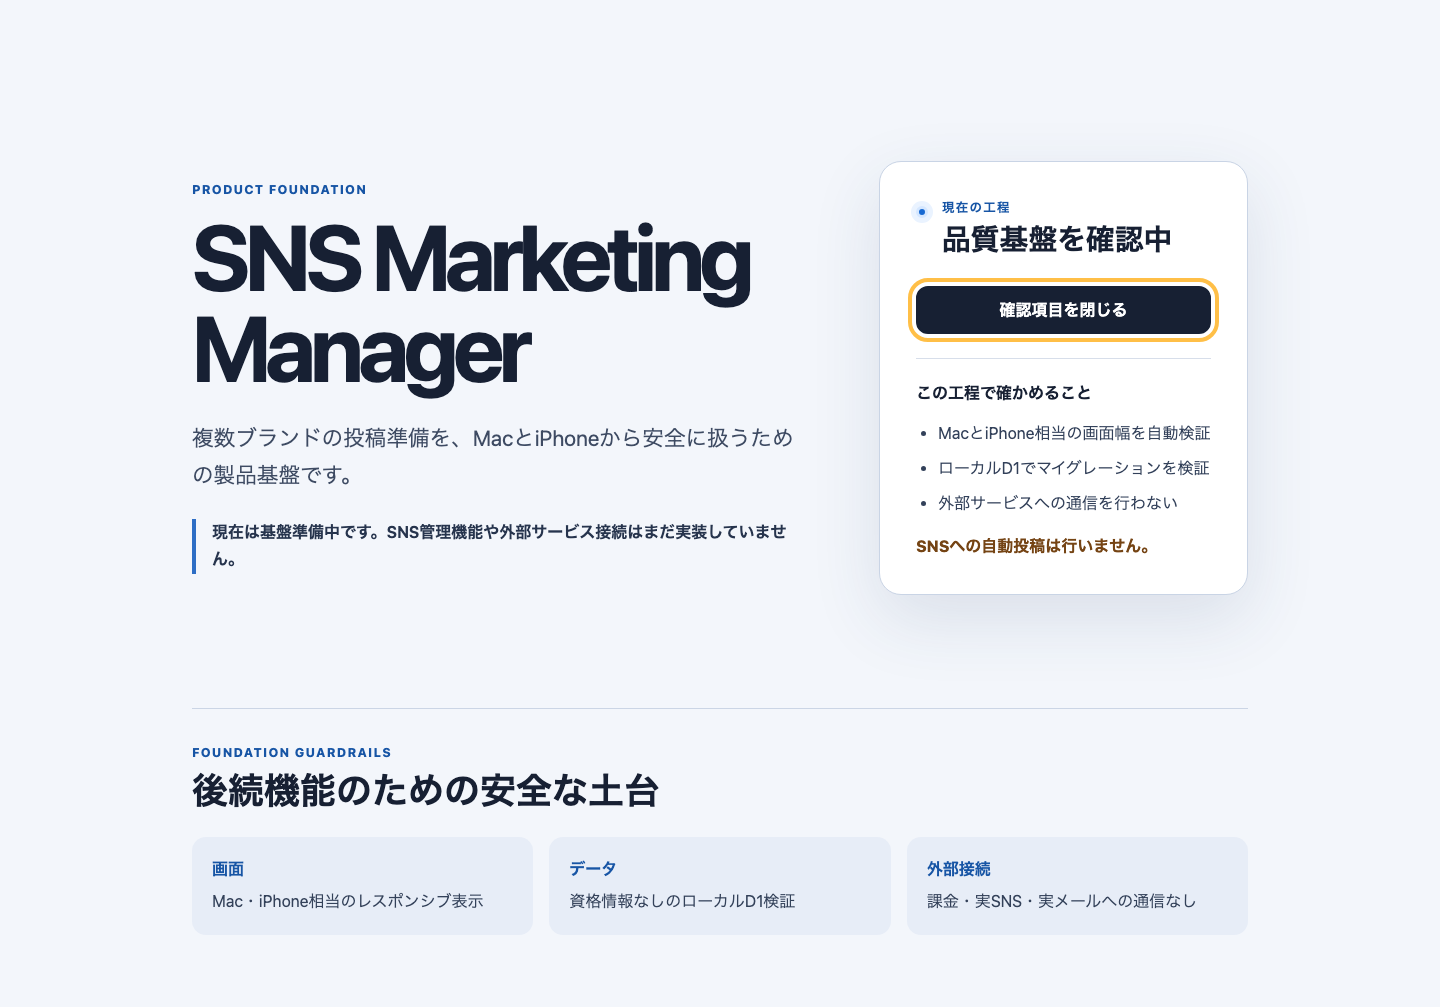 PRODUCT FOUNDATION
SNS Marketing
Manager
複数ブランドの投稿準備を、MacとiPhoneから安全に扱うため
の製品基盤です。
現在は基盤準備中です。SNS管理機能や外部サービス接続はまだ実装していませ
ん。
現在の工程
品質基盤を確認中
確認項目を閉じる
この工程で確かめること
• MacとiPhone相当の画面幅を自動検証
• ローカルD1でマイグレーションを検証
• 外部サービスへの通信を行わない
SNSへの自動投稿は行いません。
FOUNDATION GUARDRAILS
後続機能のための安全な土台
画面
Mac・iPhone相当のレスポンシブ表示
データ
資格情報なしのローカルD1検証
外部接続
課金・実SNS・実メールへの通信なし